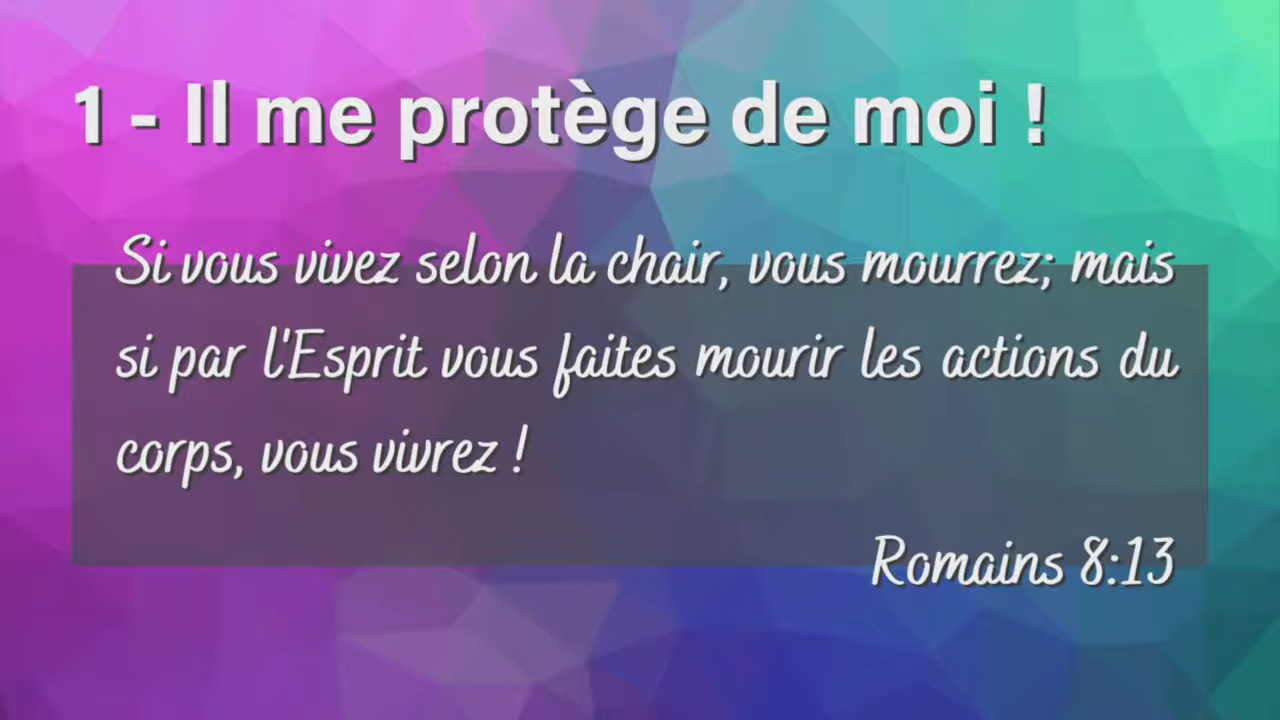 1 - Il me protège de moi !
Si vous vivez selon la chair, vous mourrez; mais
si par l'Esprit vous faites mourir les actions du
corps, vous vivrez !
Romains 8:13